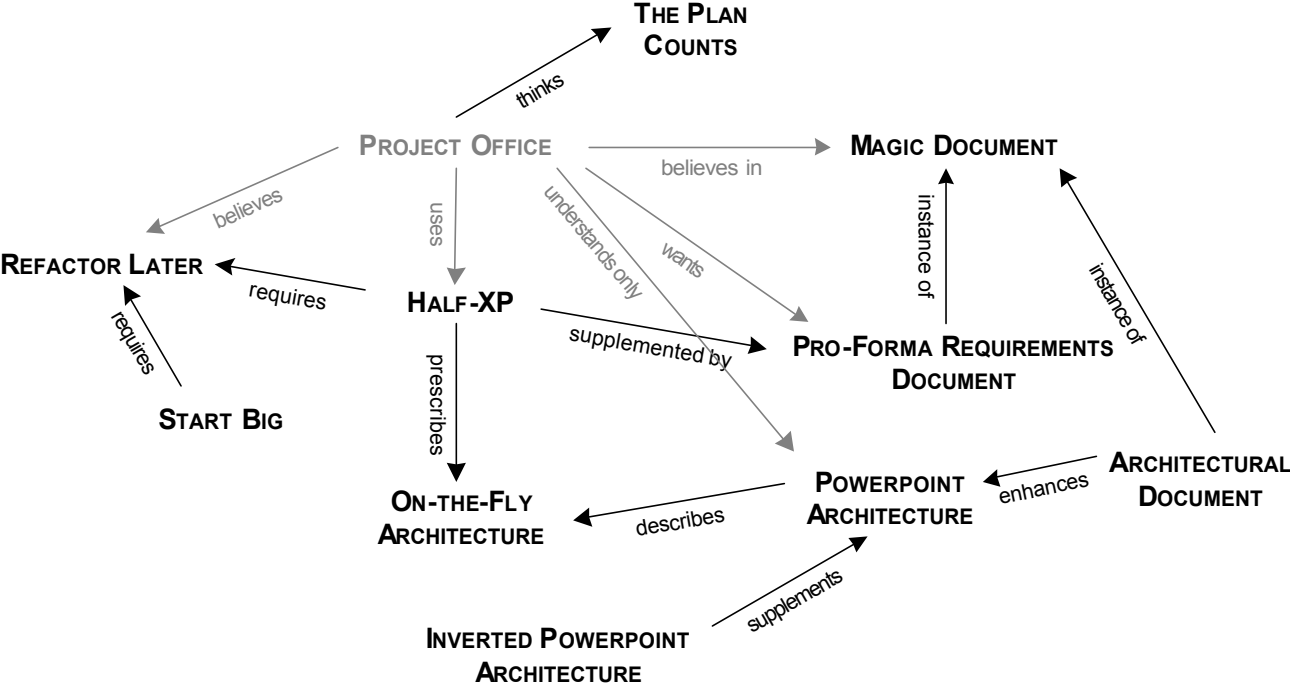 THE PLAN
COUNTS
thinks
PROJECT OFFICE
MAGIC DOCUMENT
believes in
believes
uses
understands only
wants
instance of
instance of
REFACTOR LATER
requires
HALF-XP
supplemented by
requires
PRO-FORMA REQUIREMENTS
DOCUMENT
prescribes
START BIG
ARCHITECTURAL
DOCUMENT
enhances
POWERPOINT
ARCHITECTURE
ON-THE-FLY
ARCHITECTURE
describes
supplements
INVERTED POWERPOINT
ARCHITECTURE